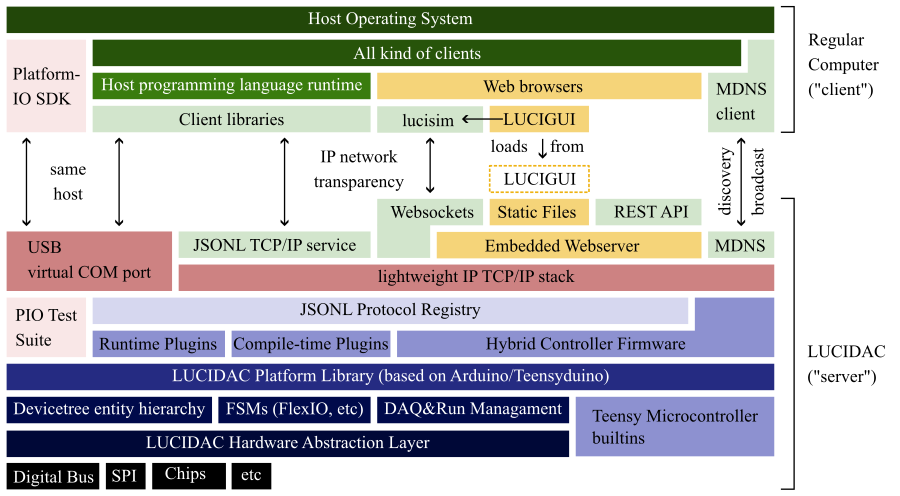 Host Operating System
Platform-
IO SDK
All kind of clients
Host programming language runtime
Web browsers
MDNS
client
Client libraries
lucisim
LUCIGUI
Regular
Computer
("client")
same
host
IP network
transparency
loads
from
LUCIGUI
discovery
broadcast
Websockets
Static Files
REST API
USB
virtual COM port
JSONL TCP/IP service
Embedded Webserver
MDNS
lightweight IP TCP/IP stack
PIO Test
Suite
JSONL Protocol Registry
Runtime Plugins
Compile-time Plugins
Hybrid Controller Firmware
LUCIDAC
("server")
LUCIDAC Platform Library (based on Arduino/Teensyduino)
Devicetree entity hierarchy
FSMs (FlexIO, etc)
DAQ&Run Managament
Teensy Microcontroller
builtins
LUCIDAC Hardware Abstraction Layer
Digital Bus
SPI
Chips
etc